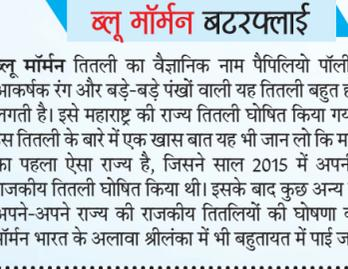 ब्लू मॉर्मन बटरफ्लाई
ब्लू मॉर्मन तितली का वैज्ञानिक नाम पैपिलियो पॉली
आकर्षक रंग और बड़े-बड़े पंखों वाली यह तितली बहुत ह
लगती है। इसे महाराष्ट्र की राज्य तितली घोषित किया गय
इस तितली के बारे में एक खास बात यह भी जान लो कि म
का पहला ऐसा राज्य है, जिसने साल 2015 में अपनी
राजकीय तितली घोषित किया थी। इसके बाद कुछ अन्य
अपने-अपने राज्य की राजकीय तितलियों की घोषणा
मॉर्मन भारत के अलावा श्रीलंका में भी बहुतायत में पाई ज